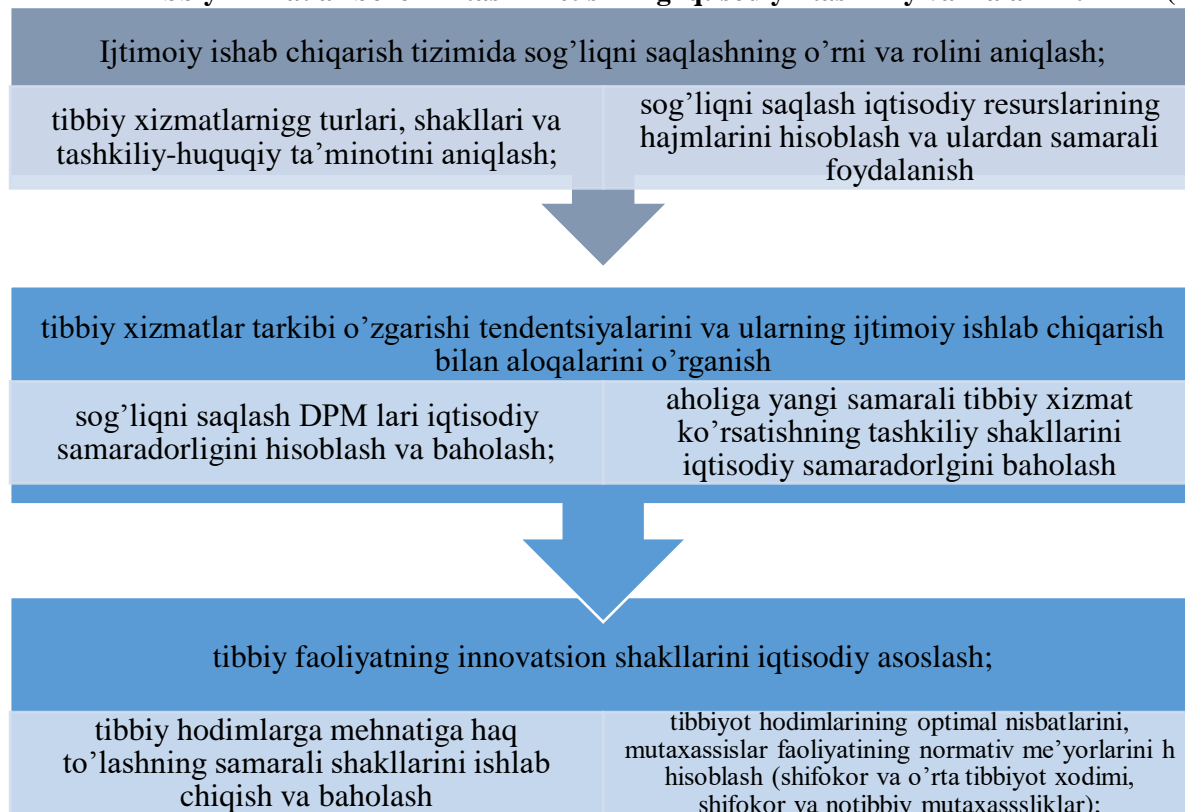 Ijtimoiy ishab chiqarish tizimida sog’liqni saqlashning o’rni va rolini aniqlash;
tibbiy xizmatlarnigg turlari, shakllari va
tashkiliy-huquqiy ta’minotini aniqlash;
sog’liqni saqlash iqtisodiy resurslarining
hajmlarini hisoblash va ulardan samarali
foydalanish
tibbiy xizmatlar tarkibi o’zgarishi tendentsiyalarini va ularning ijtimoiy ishlab chiqarish
bilan aloqalarini o’rganish
sog’liqni saqlash DPM lari iqtisodiy
samaradorligini hisoblash va baholash;
aholiga yangi samarali tibbiy xizmat
ko’rsatishning tashkiliy shakllarini
iqtisodiy samaradorlgini baholash
tibbiy faoliyatning innovatsion shakllarini iqtisodiy asoslash;
tibbiy hodimlarga mehnatiga haq
to’lashning samarali shakllarini ishlab
chiqish va baholash
tibbiyot hodimlarining optimal nisbatlarini,
mutaxassislar faoliyatining normativ me’yorlarini h
hisoblash (shifokor va o’rta tibbiyot xodimi,
shifokor va notibbiy mutaxasssliklar);